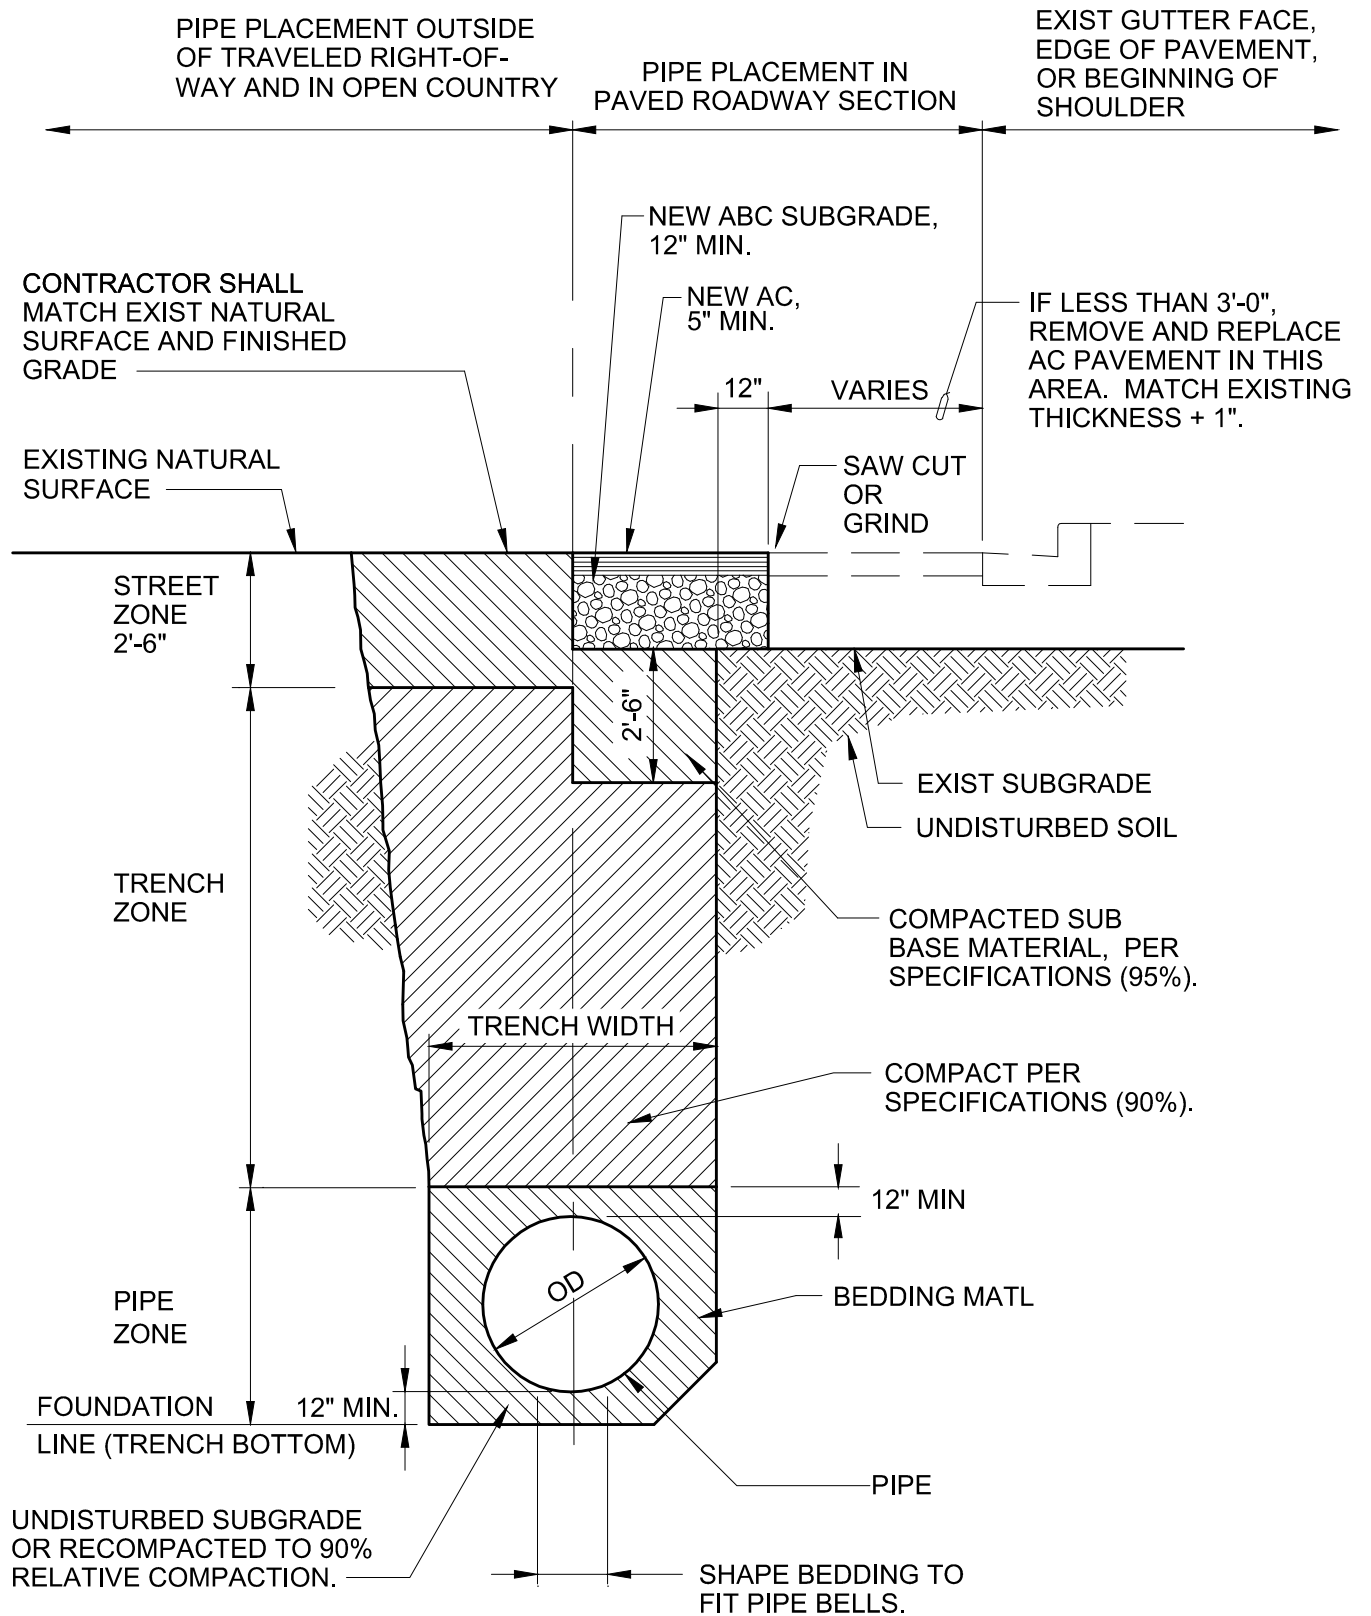 PIPE PLACEMENT OUTSIDE
OF TRAVELED RIGHT-OF-
WAY AND IN OPEN COUNTRY
PIPE PLACEMENT IN
PAVED ROADWAY SECTION
EXIST GUTTER FACE,
EDGE OF PAVEMENT,
OR BEGINNING OF
SHOULDER
NEW ABC SUBGRADE,
12" MIN.
CONTRACTOR SHALL
MATCH EXIST NATURAL
SURFACE AND FINISHED
GRADE
NEW AC,
5" MIN.
IF LESS THAN 3'-0",
REMOVE AND REPLACE
AC PAVEMENT IN THIS
AREA. MATCH EXISTING
THICKNESS + 1".
12"
VARIES
EXISTING NATURAL
SURFACE
SAW CUT
OR
GRIND
STREET
ZONE
2'-6"
2'-6"
EXIST SUBGRADE
UNDISTURBED SOIL
TRENCH
ZONE
COMPACTED SUB
BASE MATERIAL, PER
SPECIFICATIONS (95%).
TRENCH WIDTH
COMPACT PER
SPECIFICATIONS (90%).
12" MIN
OD
BEDDING MATL
PIPE
ZONE
FOUNDATION
LINE (TRENCH BOTTOM)
12" MIN.
PIPE
UNDISTURBED SUBGRADE
OR RECOMPACTED TO 90%
RELATIVE COMPACTION.
SHAPE BEDDING TO
FIT PIPE BELLS.